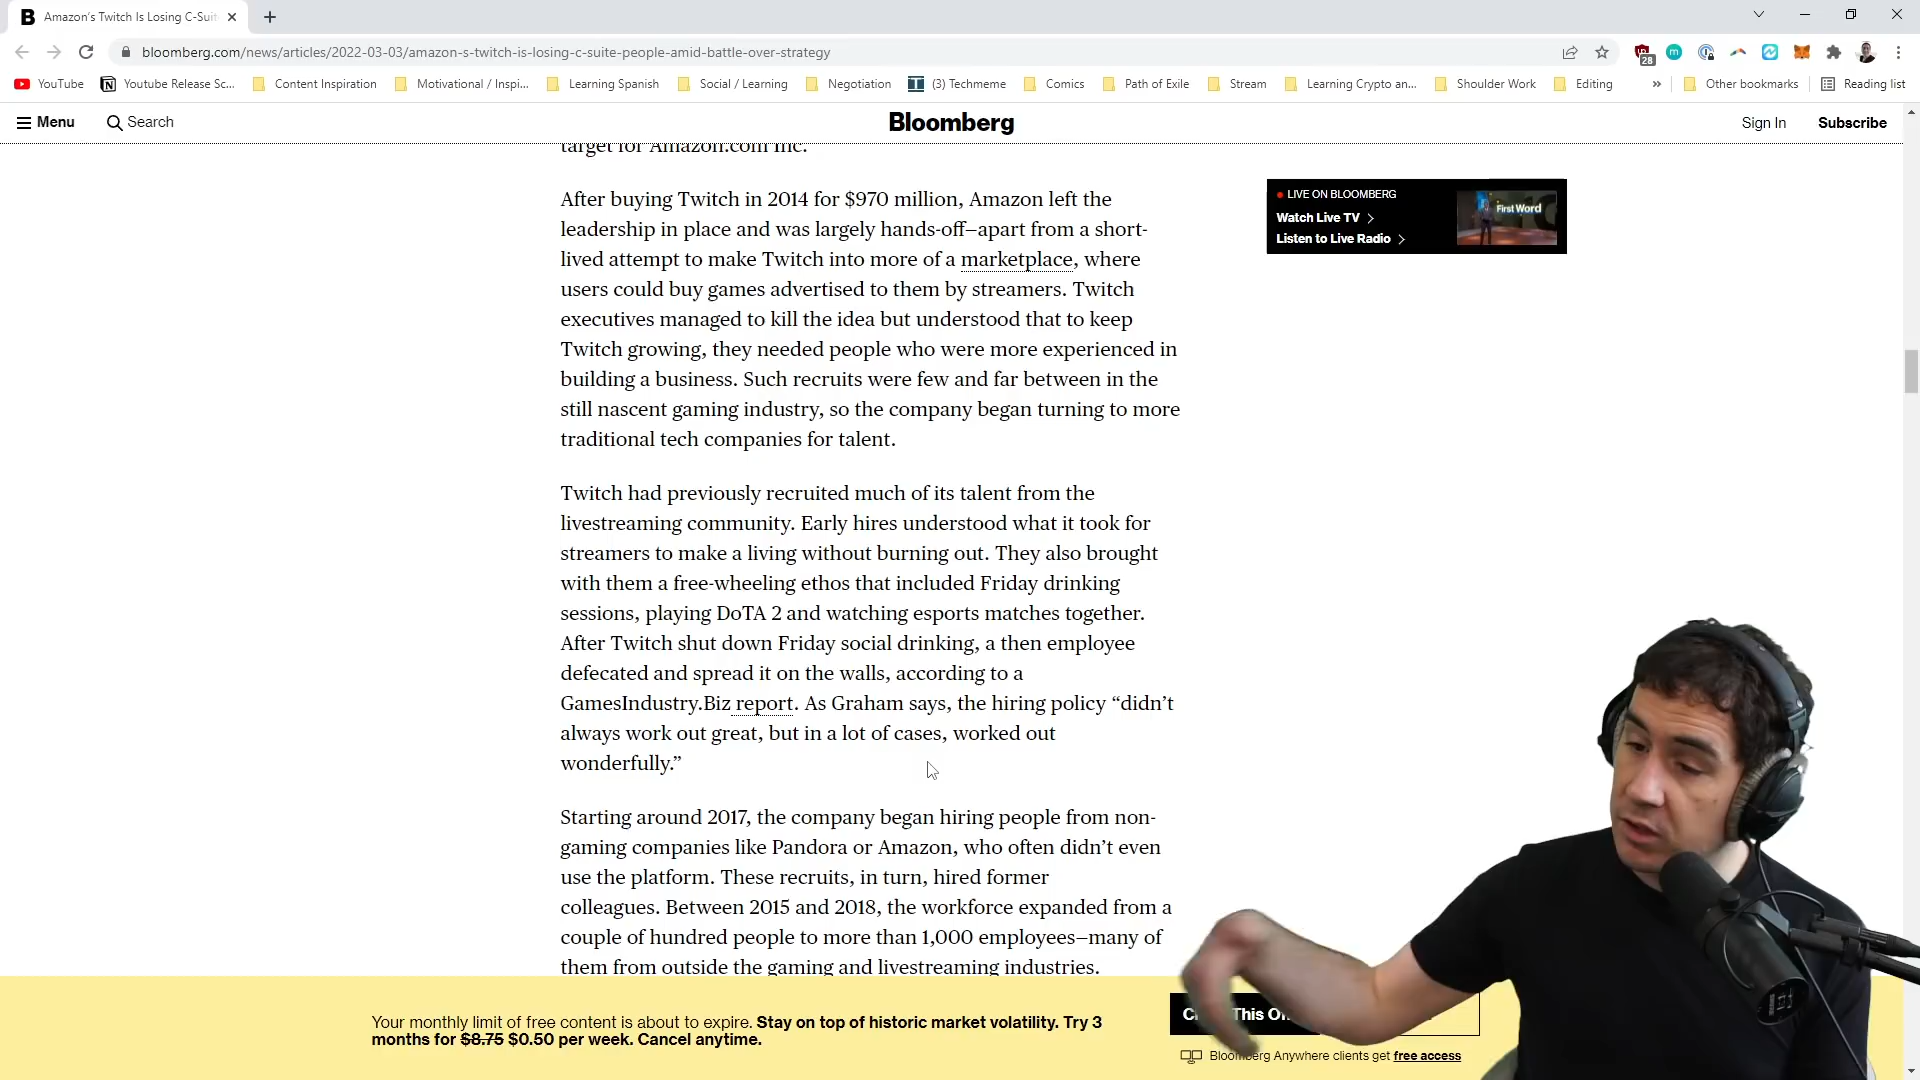 Amazon's Twitch Is Losing C-Suit
bloomberg.com/news/articles/2022-03-03/amazon-s-twitch-is-losing-c-suite-people-amid-battle-over-strategy
28
YouTube Youtube Release Sc... Content Inspiration Motivational / Inspi... Learning Spanish Social / Learning Negotiation (3) Techmeme Comics Path of Exile Stream Learning Crypto an... Shoulder Work Editing » Other bookmarks Reading list
Menu Search Bloomberg Sign In Subscribe
target for Amazon.com Inc.
After buying Twitch in 2014 for $970 million, Amazon left the
leadership in place and was largely hands-off—apart from a short-
lived attempt to make Twitch into more of a marketplace, where
users could buy games advertised to them by streamers. Twitch
executives managed to kill the idea but understood that to keep
Twitch growing, they needed people who were more experienced in
building a business. Such recruits were few and far between in the
still nascent gaming industry, so the company began turning to more
traditional tech companies for talent.
LIVE ON BLOOMBERG
Watch Live TV
Listen to Live Radio
First Word
Twitch had previously recruited much of its talent from the
livestreaming community. Early hires understood what it took for
streamers to make a living without burning out. They also brought
with them a free-wheeling ethos that included Friday drinking
sessions, playing DoTA 2 and watching esports matches together.
After Twitch shut down Friday social drinking, a then employee
defecated and spread it on the walls, according to a
GamesIndustry.Biz report. As Graham says, the hiring policy “didn’t
always work out great, but in a lot of cases, worked out
wonderfully.”
Starting around 2017, the company began hiring people from non-
gaming companies like Pandora or Amazon, who often didn’t even
use the platform. These recruits, in turn, hired former
colleagues. Between 2015 and 2018, the workforce expanded from a
couple of hundred people to more than 1,000 employees—many of
them from outside the gaming and livestreaming industries.
Your monthly limit of free content is about to expire. Stay on top of historic market volatility. Try 3
months for $8.75 $0.50 per week. Cancel anytime.
This
Bloomberg Anywhere clients get free access